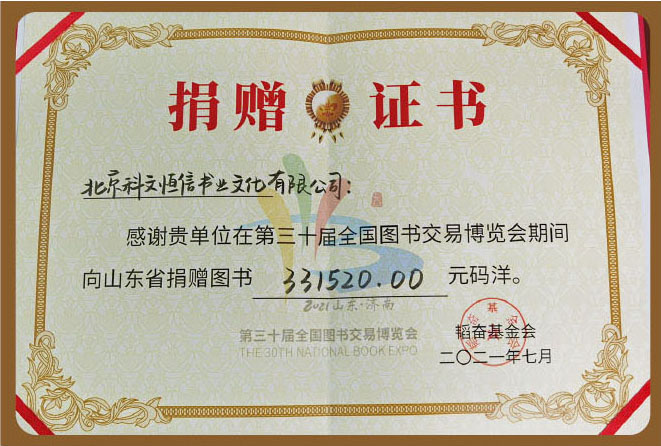 捐赠证书
北京科文恒信书业文化有限公司:
感谢贵单位在第三十届全国图书交易博览会期间
向山东省捐赠图书 331520.00 元码洋。
2021山东·济南
第三十届全国图书交易博览会
THE 30TH NATIONAL BOOK EXPO
韬奋基金会
二〇二一年七月